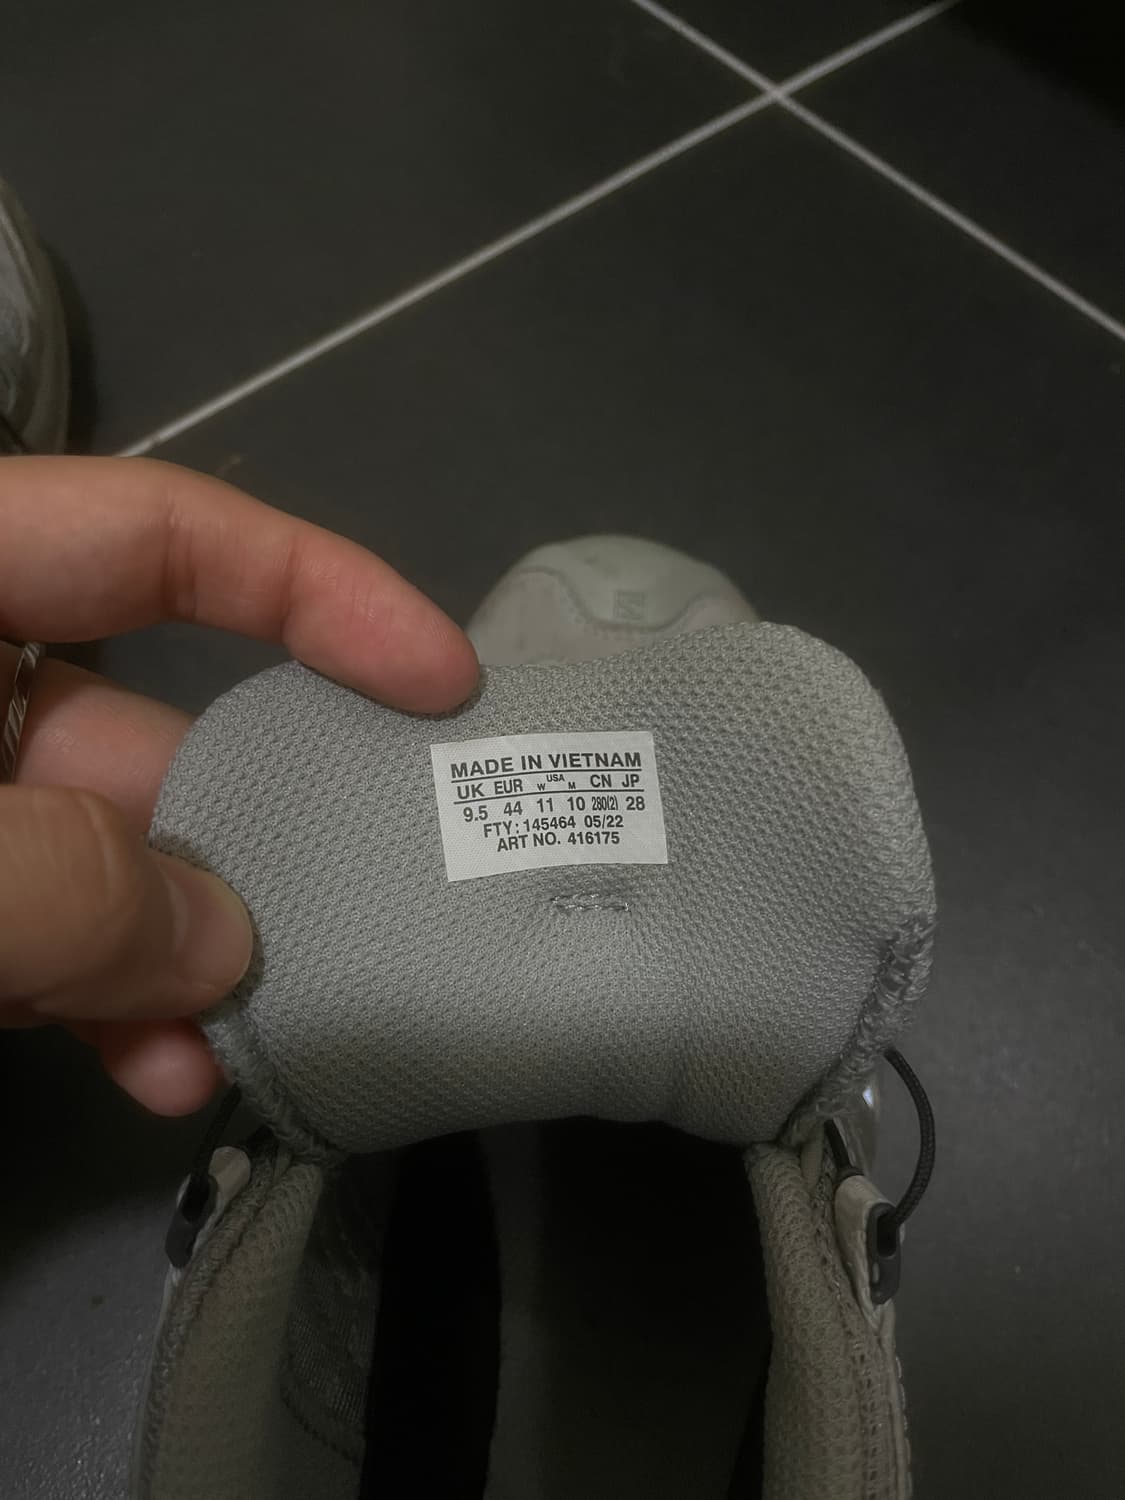 MADE IN VIETNAM
UK EUR W USA M CN JP
9.5 44 11 10 280(2) 28
FTY: 145464 05/22
ART NO. 416175